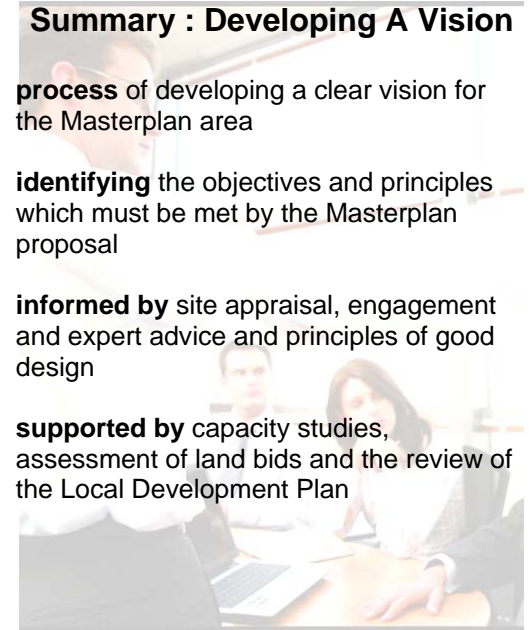 Summary : Developing A Vision
process of developing a clear vision for
the Masterplan area
identifying the objectives and principles
which must be met by the Masterplan
proposal
informed by site appraisal, engagement
and expert advice and principles of good
design
supported by capacity studies,
assessment of land bids and the review of
the Local Development Plan